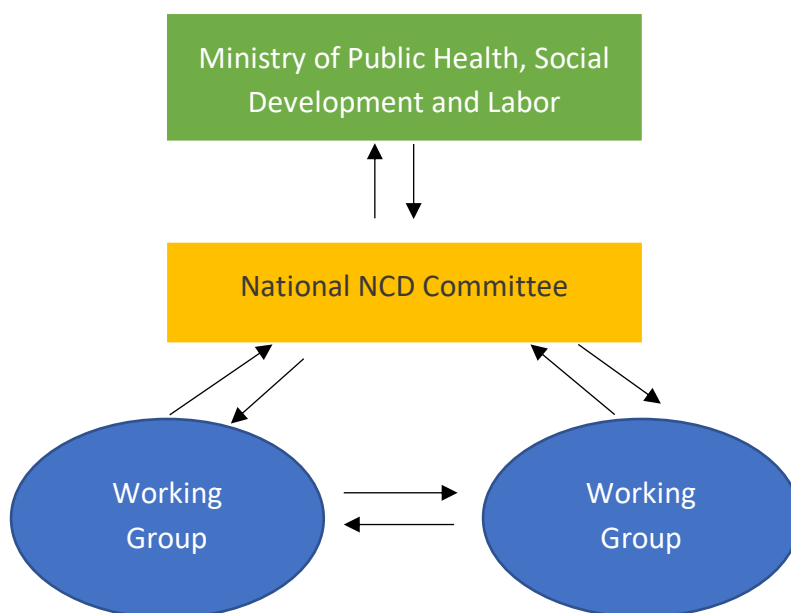 Ministry of Public Health, Social
Development and Labor
National NCD Committee
Working
Group
Working
Group